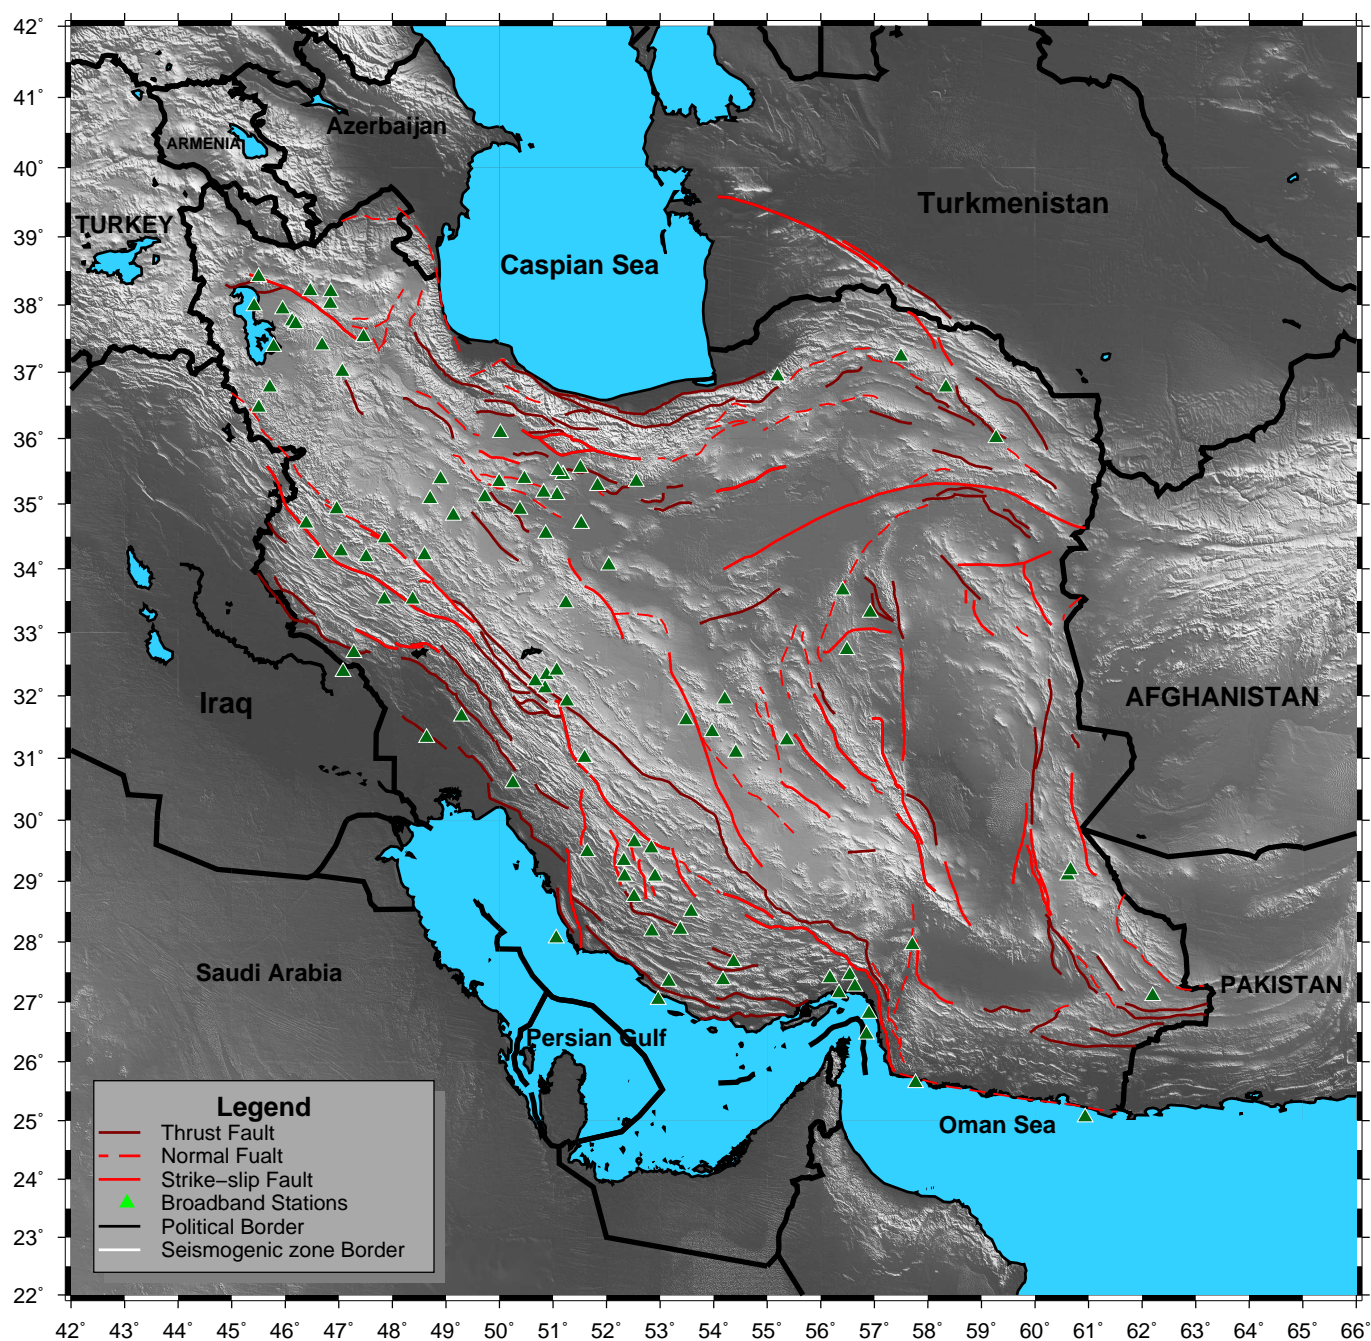 42°
41°
40°
39°
38°
37°
36°
35°
34°
33°
32°
31°
30°
29°
28°
27°
26°
25°
24°
23°
22°
Azerbaijan
ARMENIA
TURKEY
Turkmenistan
Caspian Sea
Iraq
AFGHANISTAN
Saudi Arabia
PAKISTAN
Persian Gulf
Oman Sea
Legend
Thrust Fault
Normal Fualt
Strike–slip Fault
Broadband Stations
Political Border
Seismogenic zone Border
42° 43° 44° 45° 46° 47° 48° 49° 50° 51° 52° 53° 54° 55° 56° 57° 58° 59° 60° 61° 62° 63° 64° 65° 66°